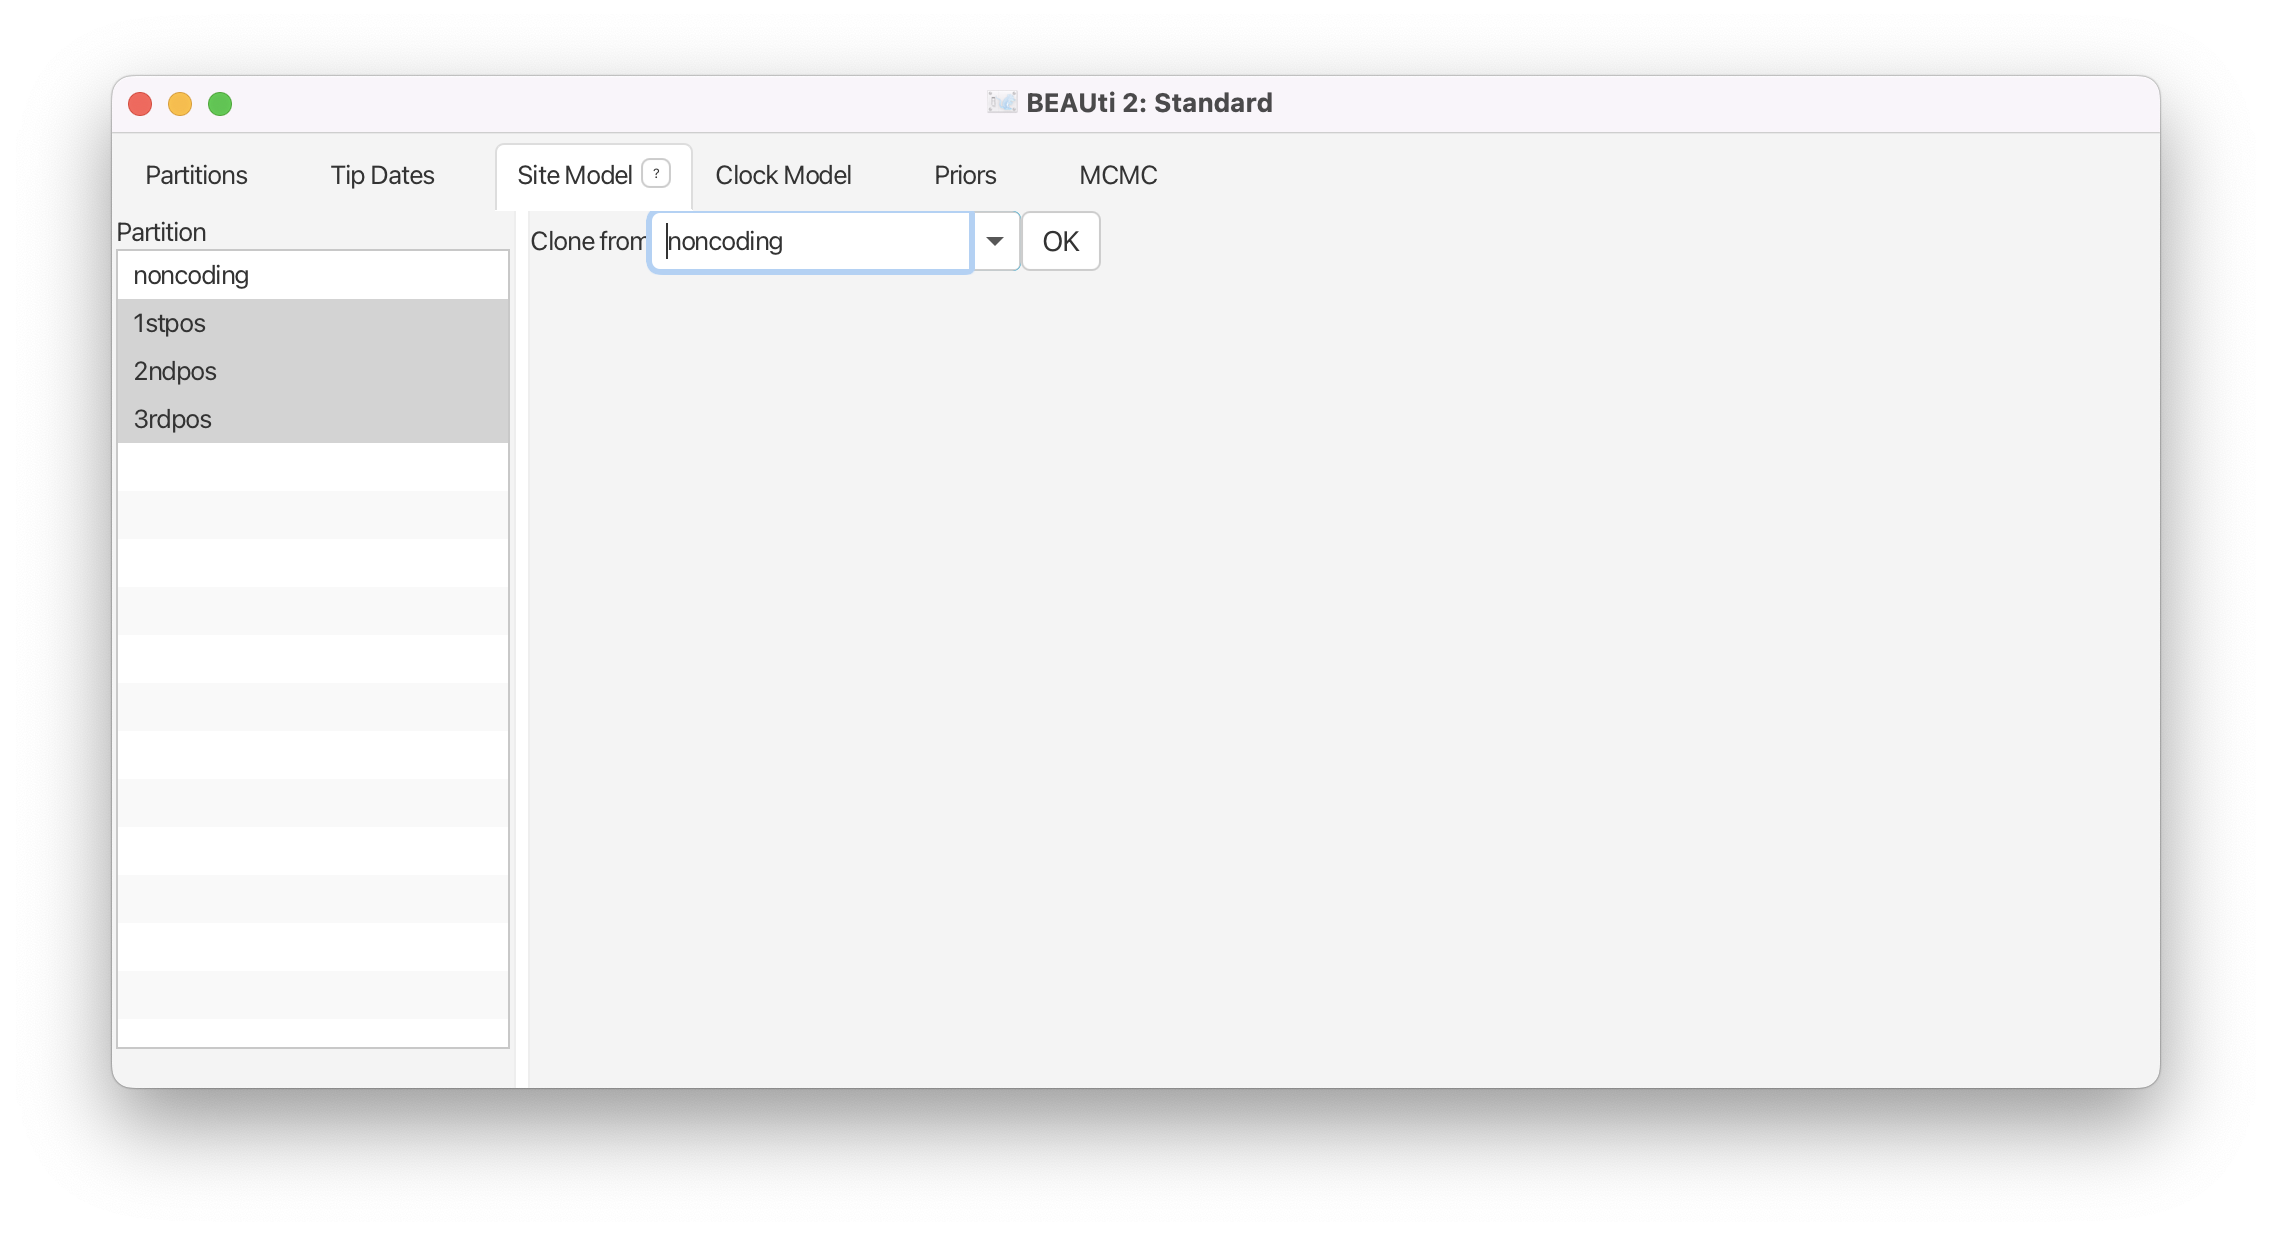 BEAUti 2: Standard
Partitions Tip Dates Site Model ? Clock Model Priors MCMC
Partition
noncoding
1stpos
2ndpos
3rdpos
Clone from noncoding OK